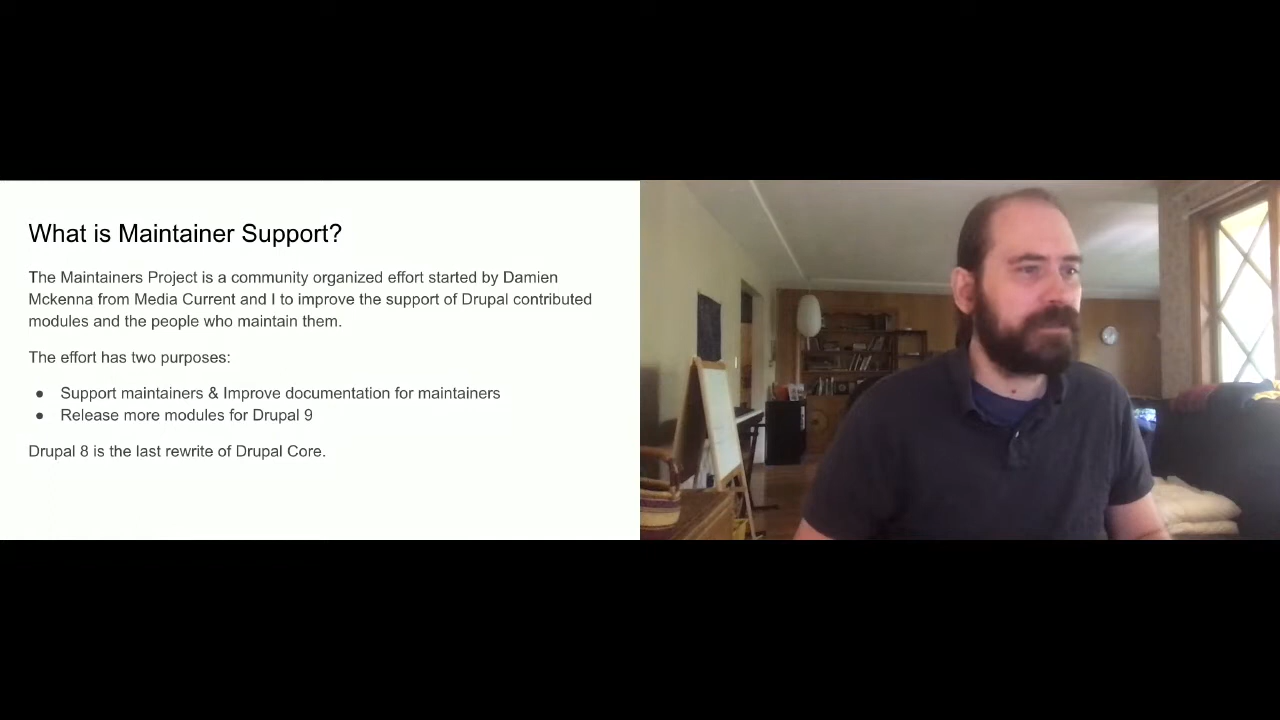 What is Maintainer Support?
The Maintainers Project is a community organized effort started by Damien
Mckenna from Media Current and I to improve the support of Drupal contributed
modules and the people who maintain them.
The effort has two purposes:
● Support maintainers & Improve documentation for maintainers
● Release more modules for Drupal 9
Drupal 8 is the last rewrite of Drupal Core.